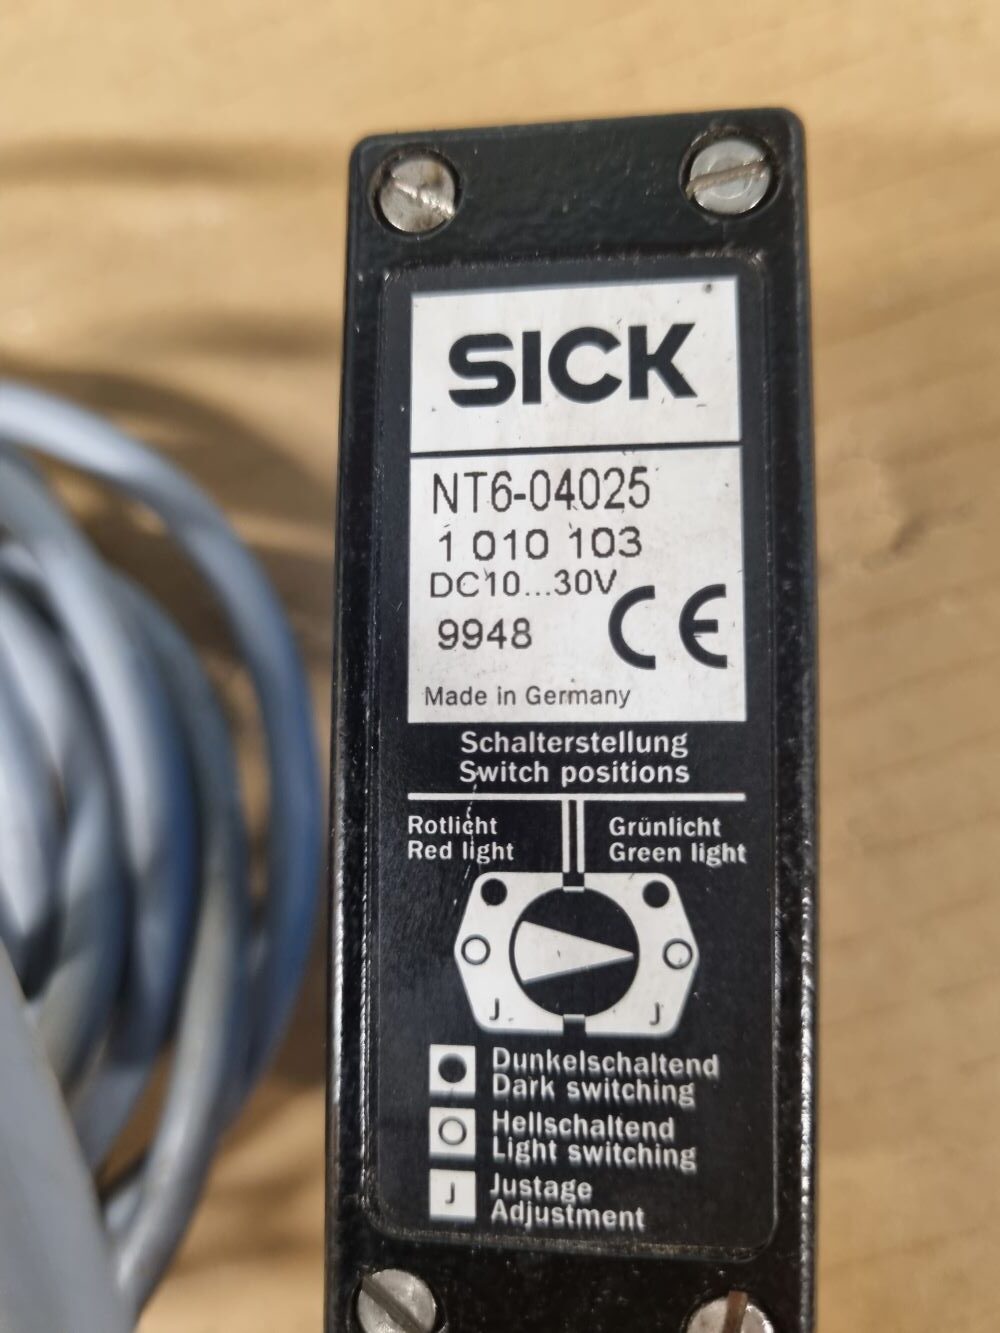 SICK
NT6-04025
1 010 103
DC10...30V
CE
9948
Made in Germany
Schalterstellung
Switch positions
Rotlicht
Red light
Grünlicht
Green light
J
J
Dunkelschaltend
Dark switching
Hellschaltend
Light switching
J
Justage
Adjustment